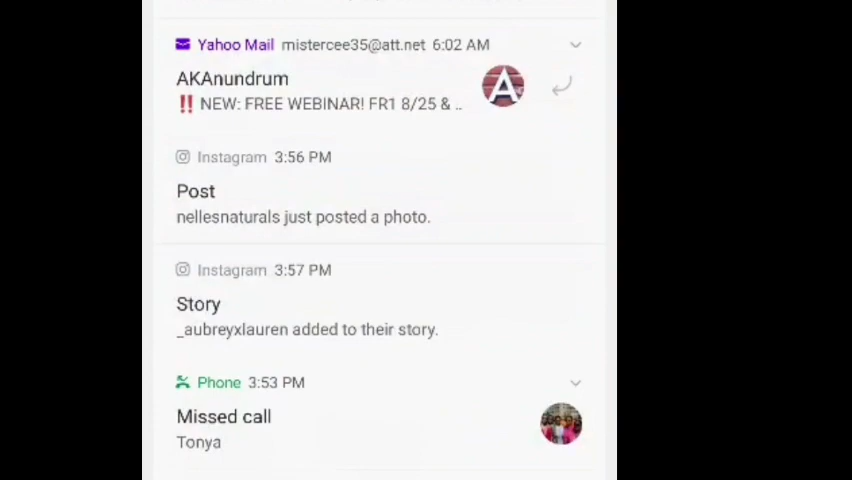 Yahoo Mail mistercee35@att.net 6:02 AM
AKAnundrum
‼️ NEW: FREE WEBINAR! FR1 8/25 & ..
A
Instagram 3:56 PM
Post
nellesnaturals just posted a photo.
Instagram 3:57 PM
Story
_aubreyxlauren added to their story.
Phone 3:53 PM
Missed call
Tonya